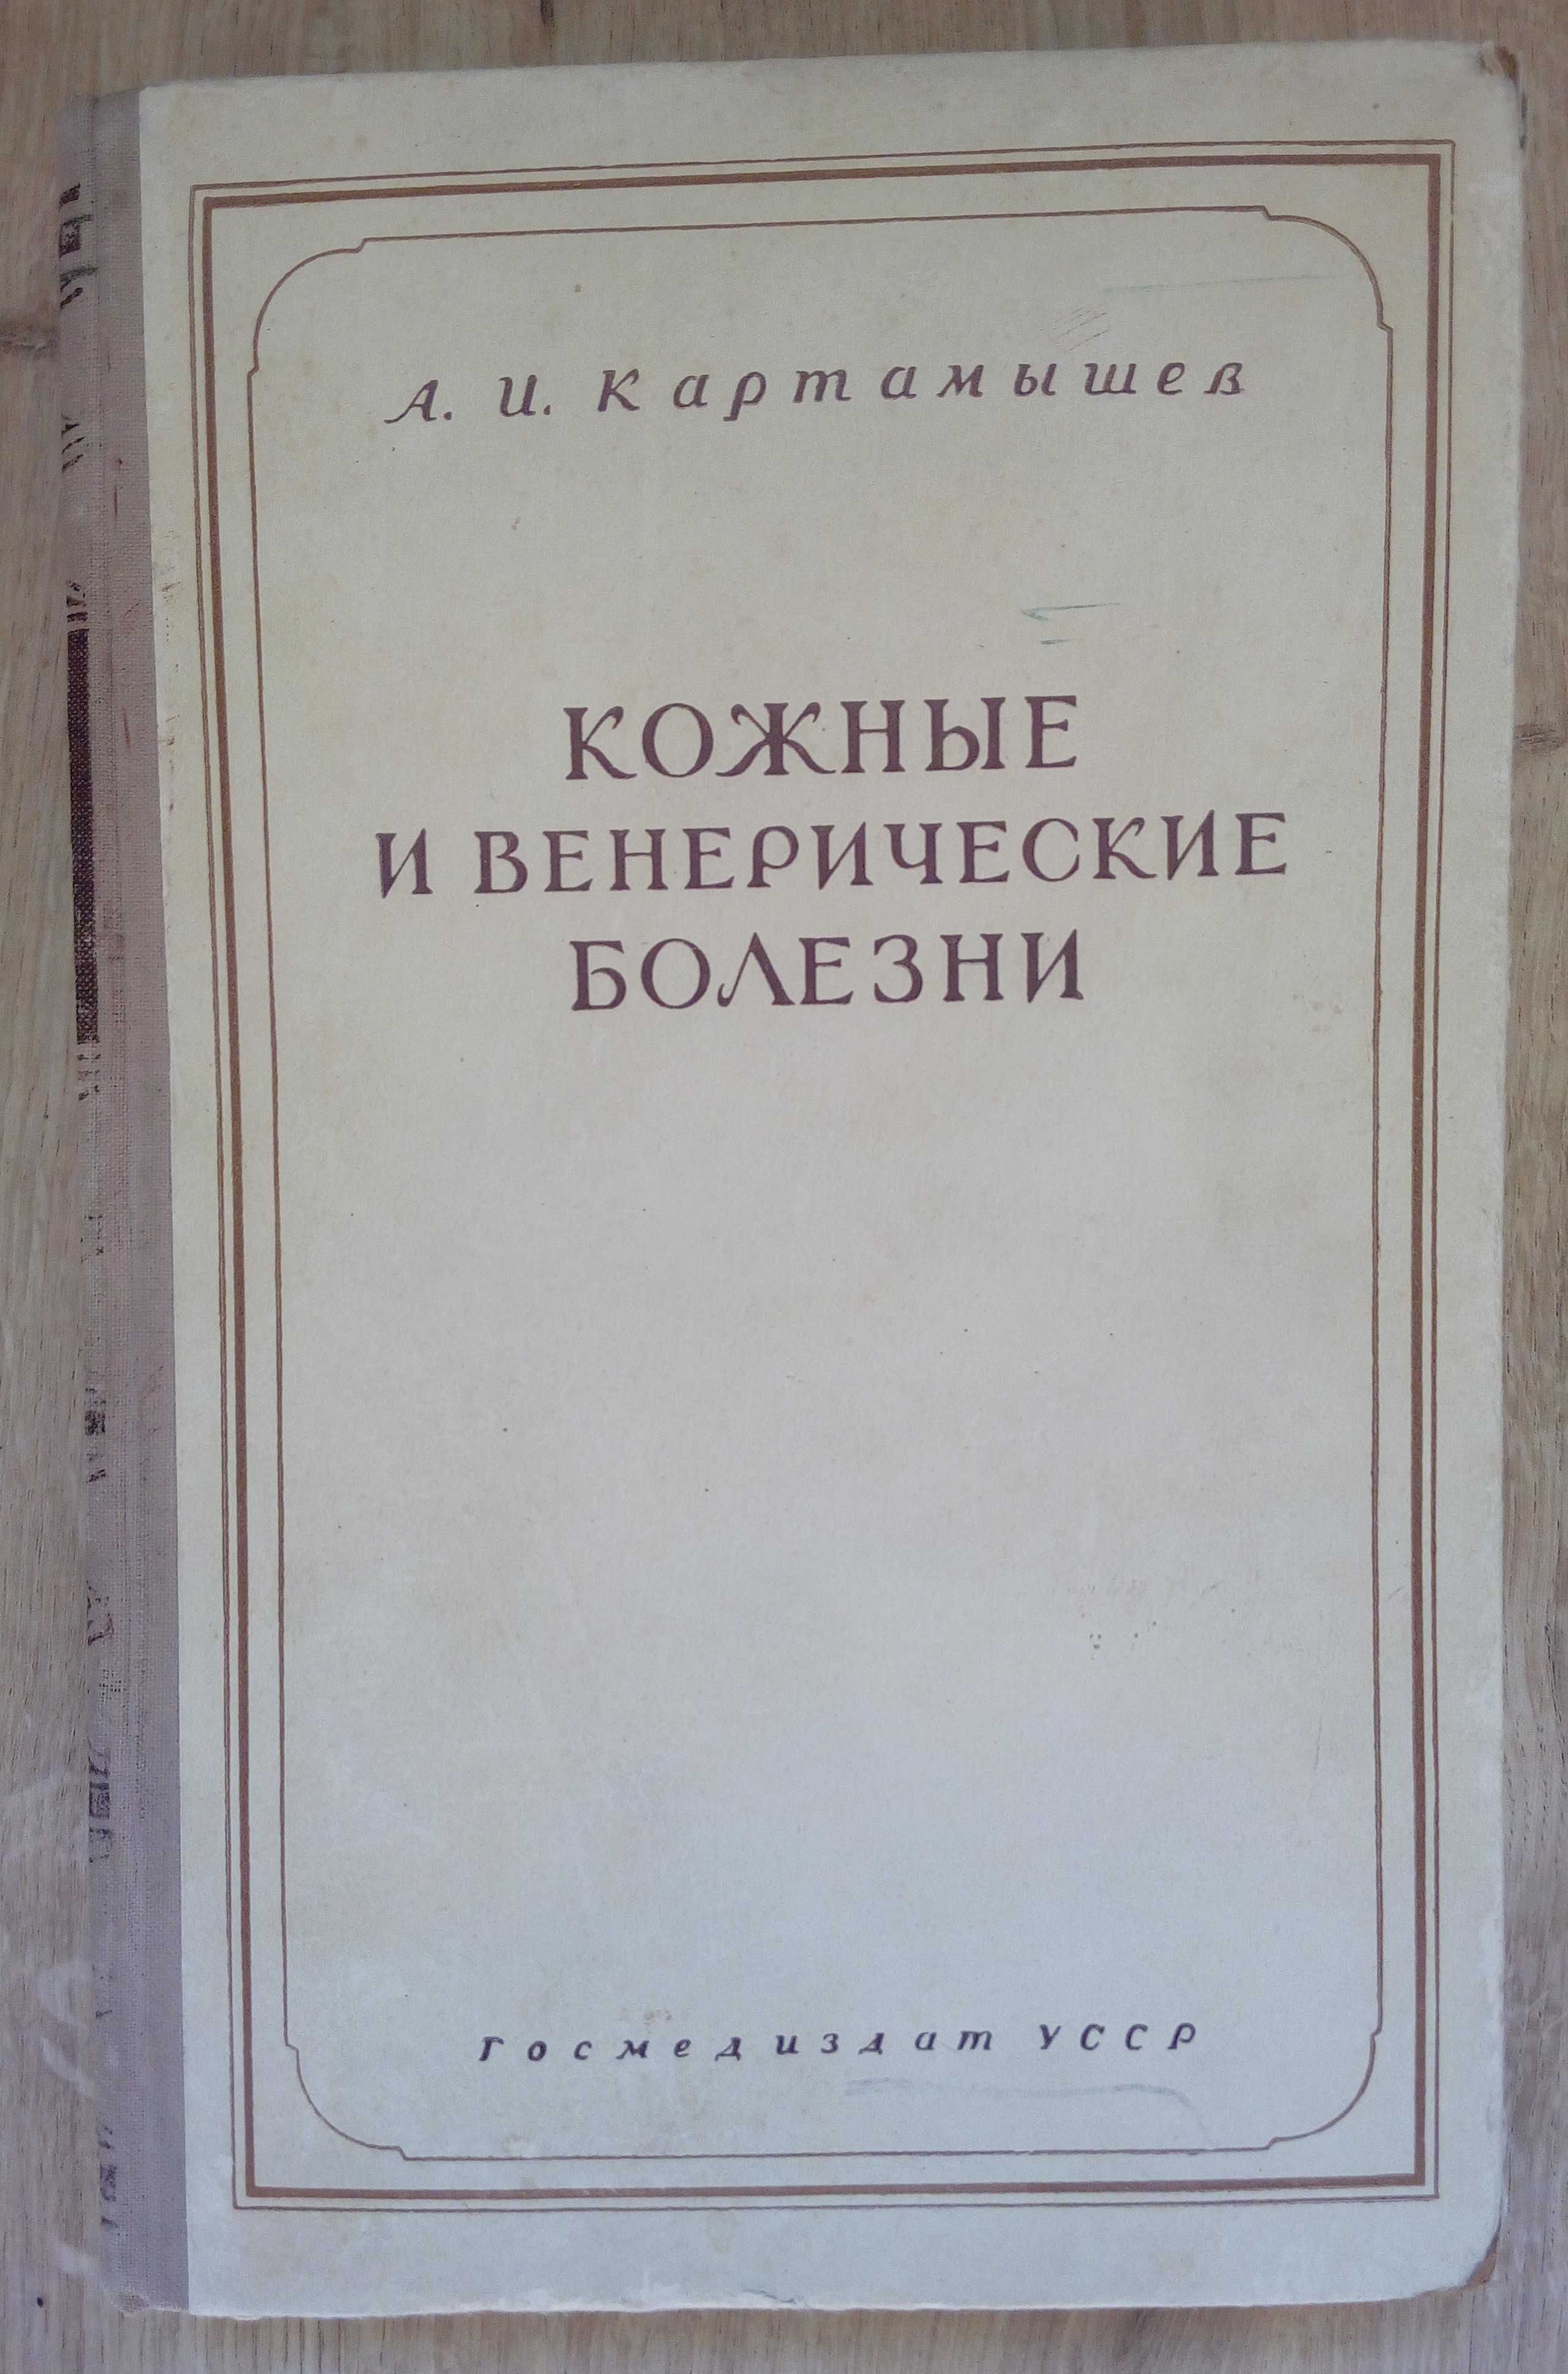 А. И. Картамышев
КОЖНЫЕ
И ВЕНЕРИЧЕСКИЕ
БОЛЕЗНИ
Госмедиздат УССР